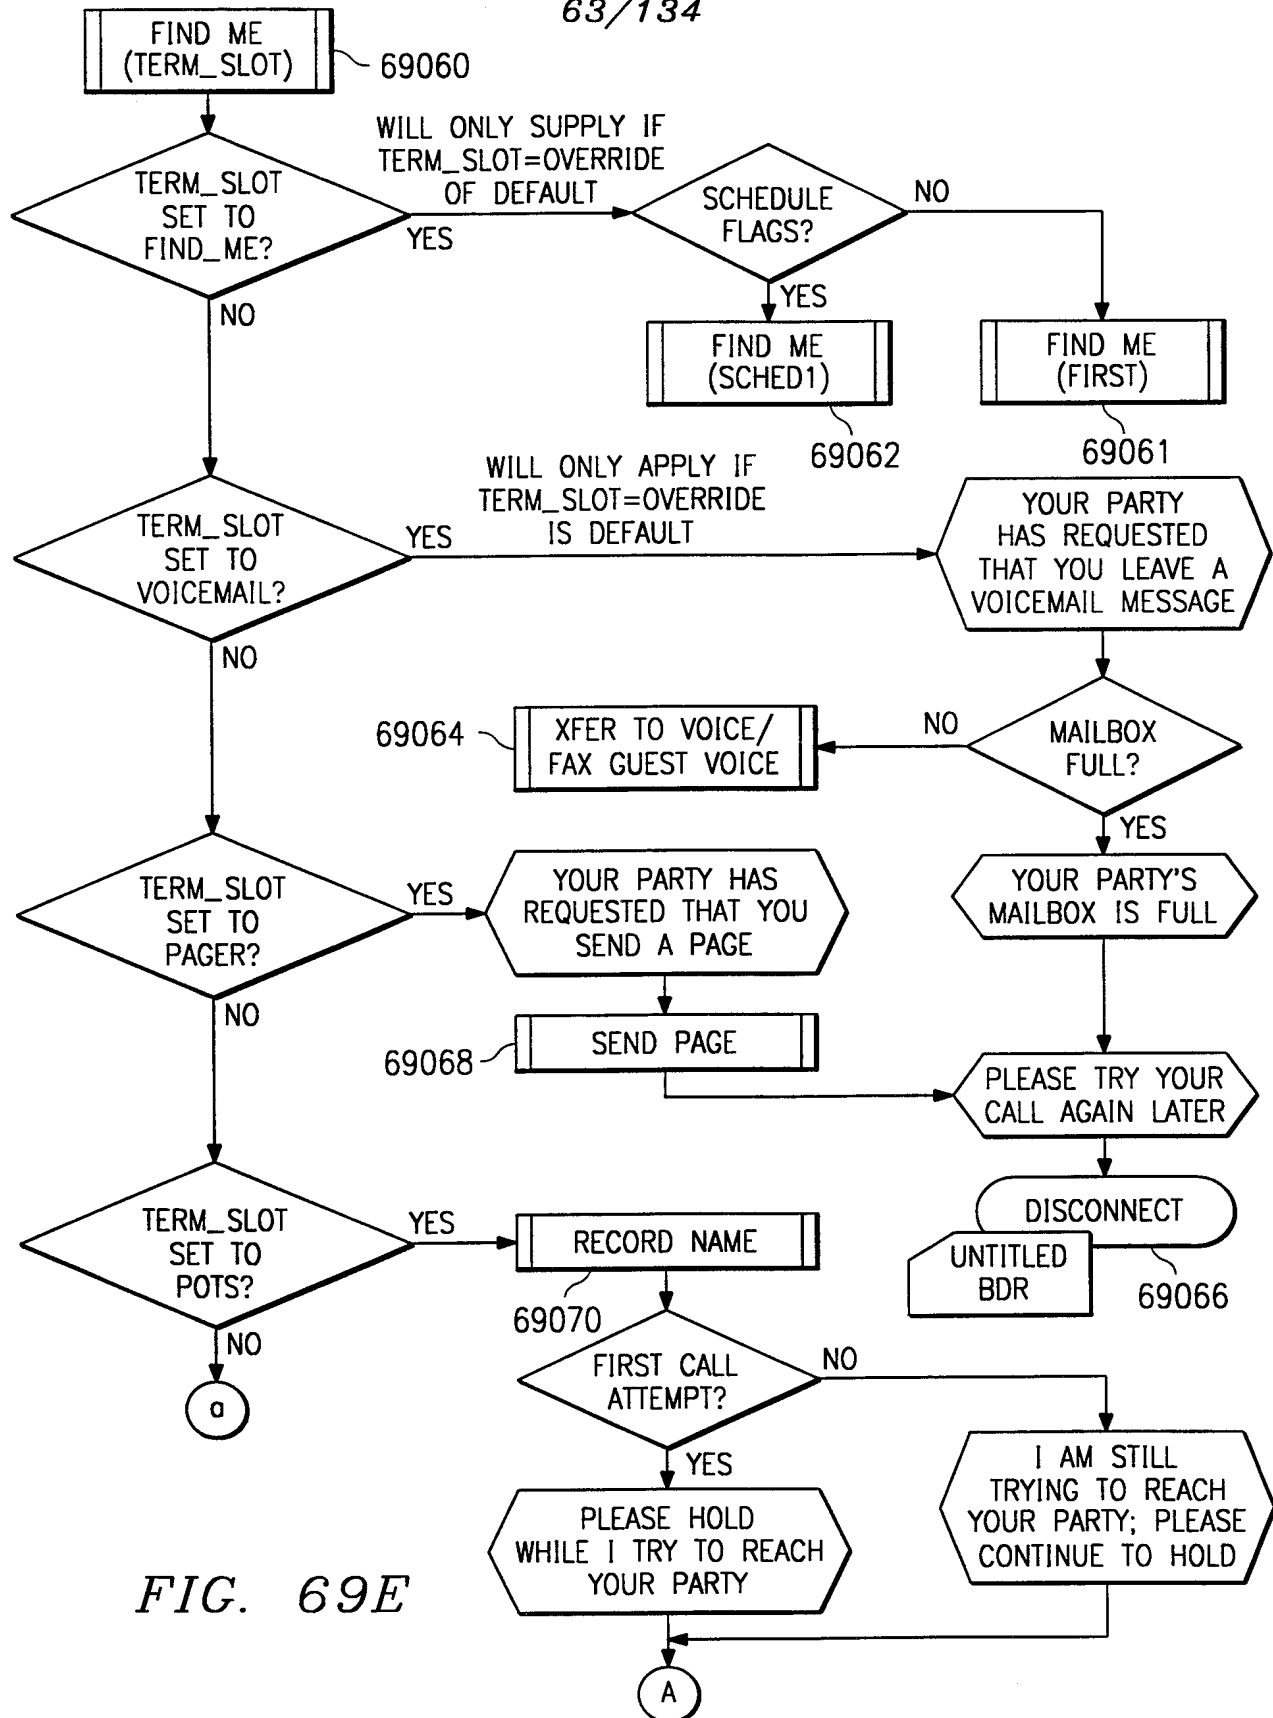 63/134
FIND ME
(TERM_SLOT)
69060
TERM_SLOT
SET TO
FIND_ME?
WILL ONLY SUPPLY IF
TERM_SLOT=OVERRIDE
OF DEFAULT
YES
SCHEDULE
FLAGS?
NO
YES
NO
FIND ME
(SCHED1)
69062
FIND ME
(FIRST)
69061
TERM_SLOT
SET TO
VOICEMAIL?
YES
WILL ONLY APPLY IF
TERM_SLOT=OVERRIDE
IS DEFAULT
YOUR PARTY
HAS REQUESTED
THAT YOU LEAVE A
VOICEMAIL MESSAGE
NO
69064
XFER TO VOICE/
FAX GUEST VOICE
NO
MAILBOX
FULL?
YES
TERM_SLOT
SET TO
PAGER?
YES
YOUR PARTY HAS
REQUESTED THAT YOU
SEND A PAGE
YOUR PARTY'S
MAILBOX IS FULL
NO
69068
SEND PAGE
PLEASE TRY YOUR
CALL AGAIN LATER
DISCONNECT
UNTITLED
BDR
69066
TERM_SLOT
SET TO
POTS?
YES
RECORD NAME
69070
NO
a
FIRST CALL
ATTEMPT?
NO
YES
PLEASE HOLD
WHILE I TRY TO REACH
YOUR PARTY
I AM STILL
TRYING TO REACH
YOUR PARTY; PLEASE
CONTINUE TO HOLD
A
FIG. 69E